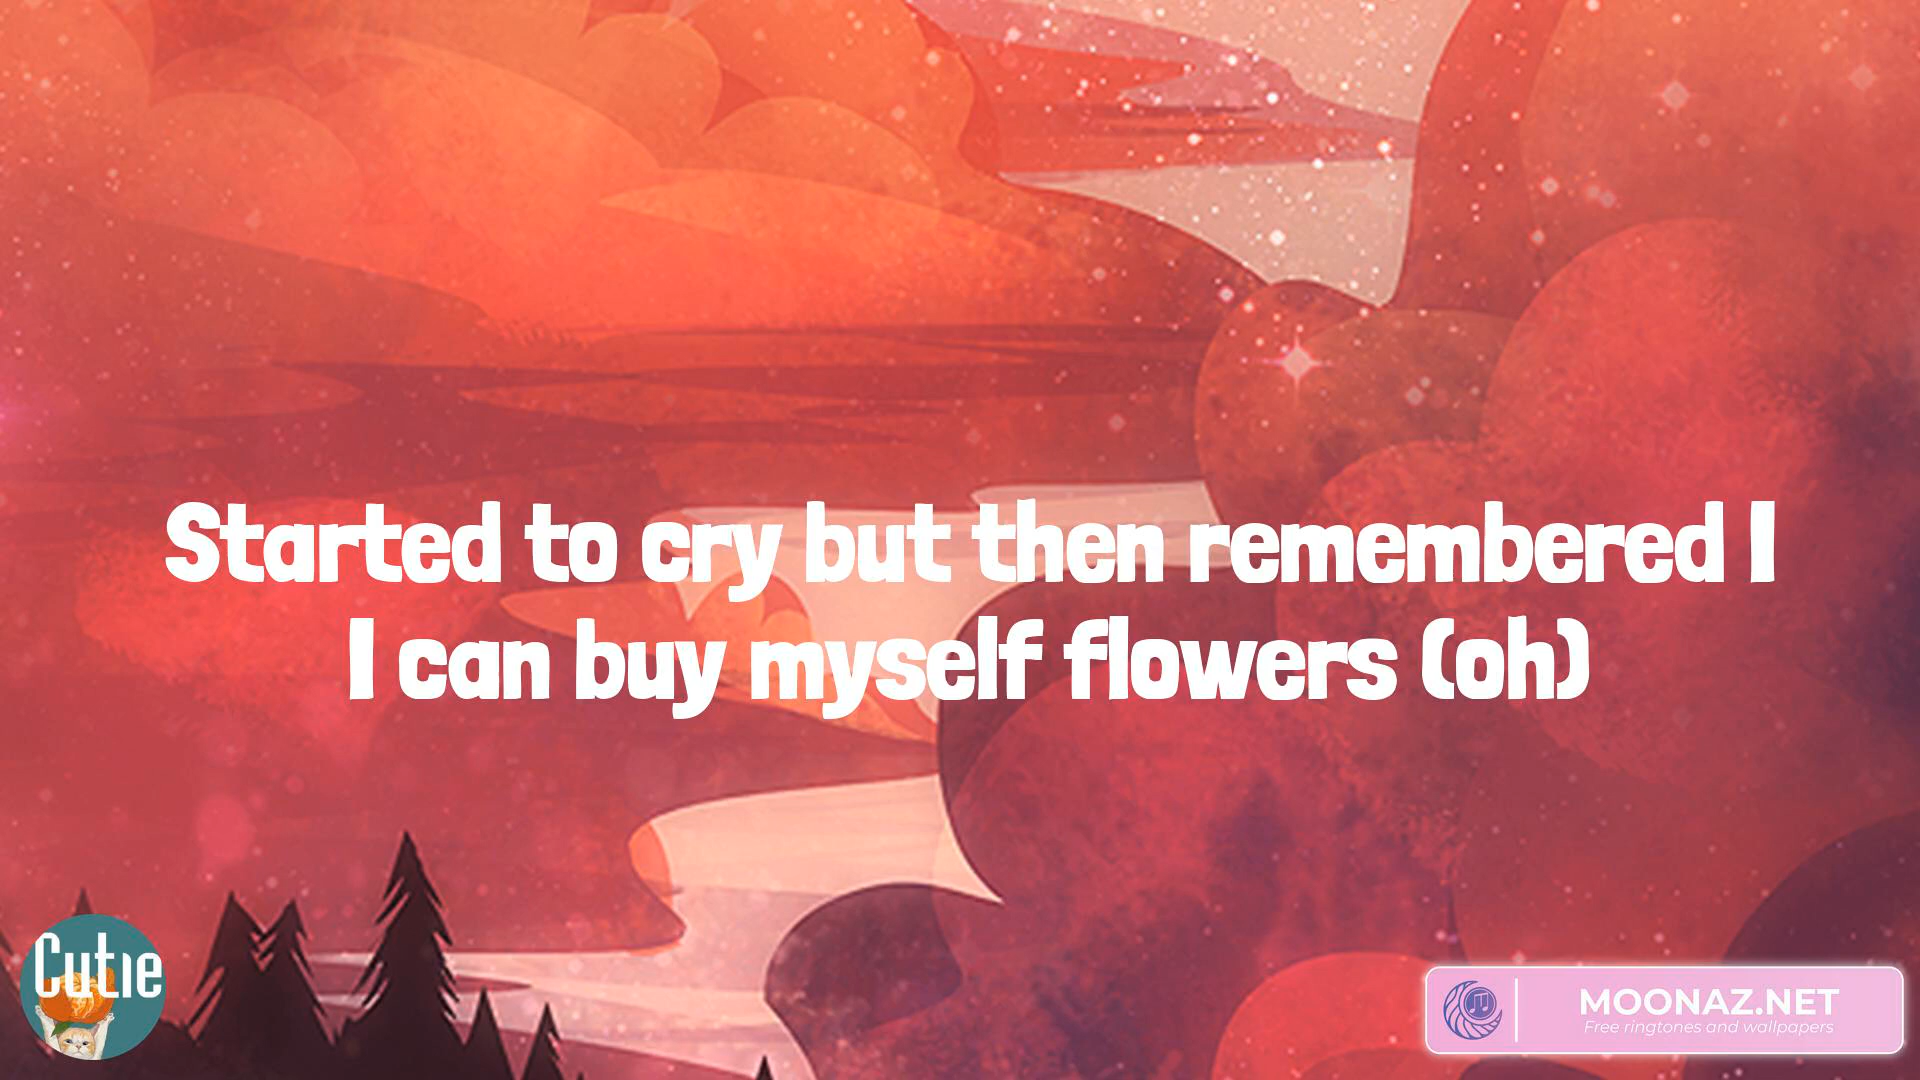 Started to cry but then remembered I
I can buy myself flowers (oh)
Cutie
MOONAZ.NET
Free ringtones and wallpapers